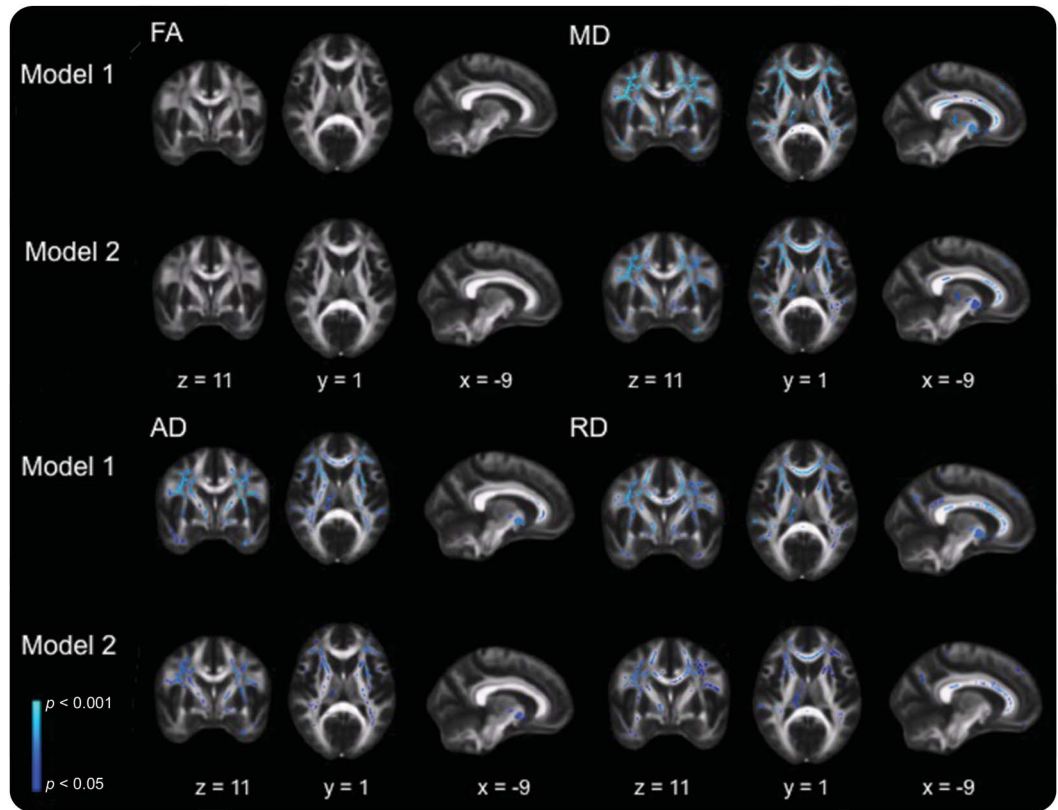 FA MD
Model 1
Model 2
z = 11 y = 1 x = -9 z = 11 y = 1 x = -9
AD RD
Model 1
Model 2
p < 0.001
p < 0.05
z = 11 y = 1 x = -9 z = 11 y = 1 x = -9